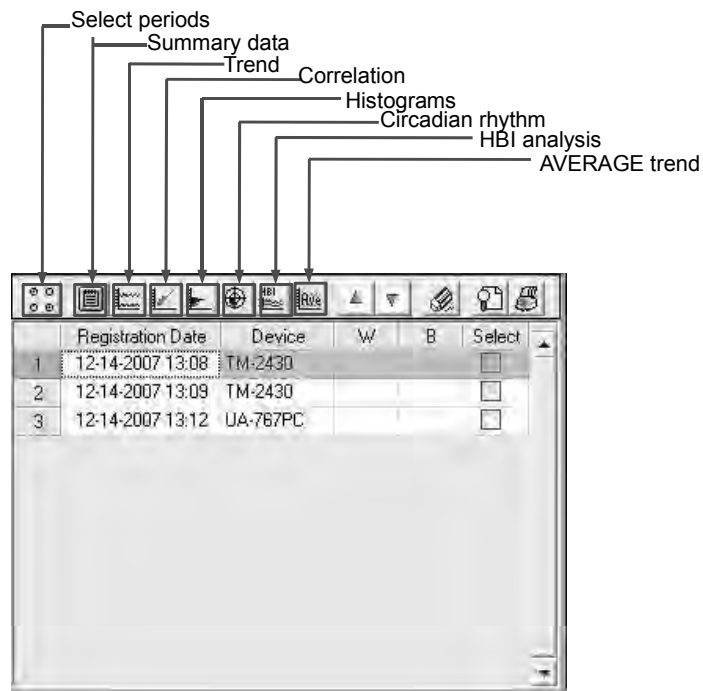 Select periods
Summary data
Trend
Correlation
Histograms
Circadian rhythm
HBI analysis
AVERAGE trend
HBI Ave
Registration Date Device W B Select
1 12-14-2007 13:08 TM-2430
2 12-14-2007 13:09 TM-2430
3 12-14-2007 13:12 UA-767PC